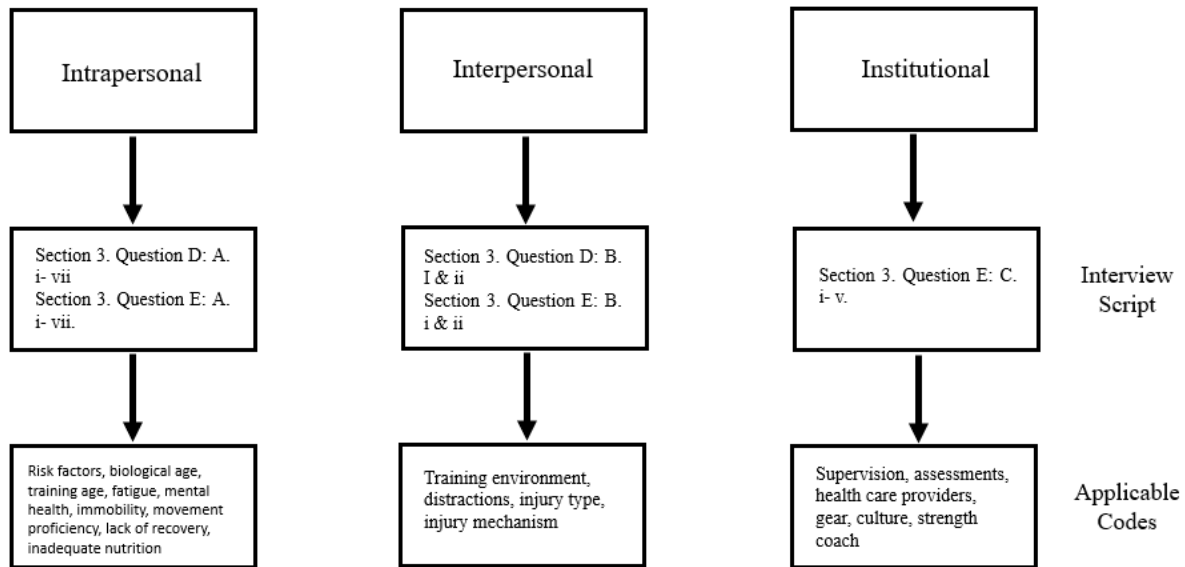 Intrapersonal
Interpersonal
Institutional
Section 3. Question D: A.
i- vii
Section 3. Question E: A.
i- vii.
Section 3. Question D: B.
I & ii
Section 3. Question E: B.
i & ii
Section 3. Question E: C.
i- v.
Interview
Script
Risk factors, biological age,
training age, fatigue, mental
health, immobility, movement
proficiency, lack of recovery,
inadequate nutrition
Training environment,
distractions, injury type,
injury mechanism
Supervision, assessments,
health care providers,
gear, culture, strength
coach
Applicable
Codes